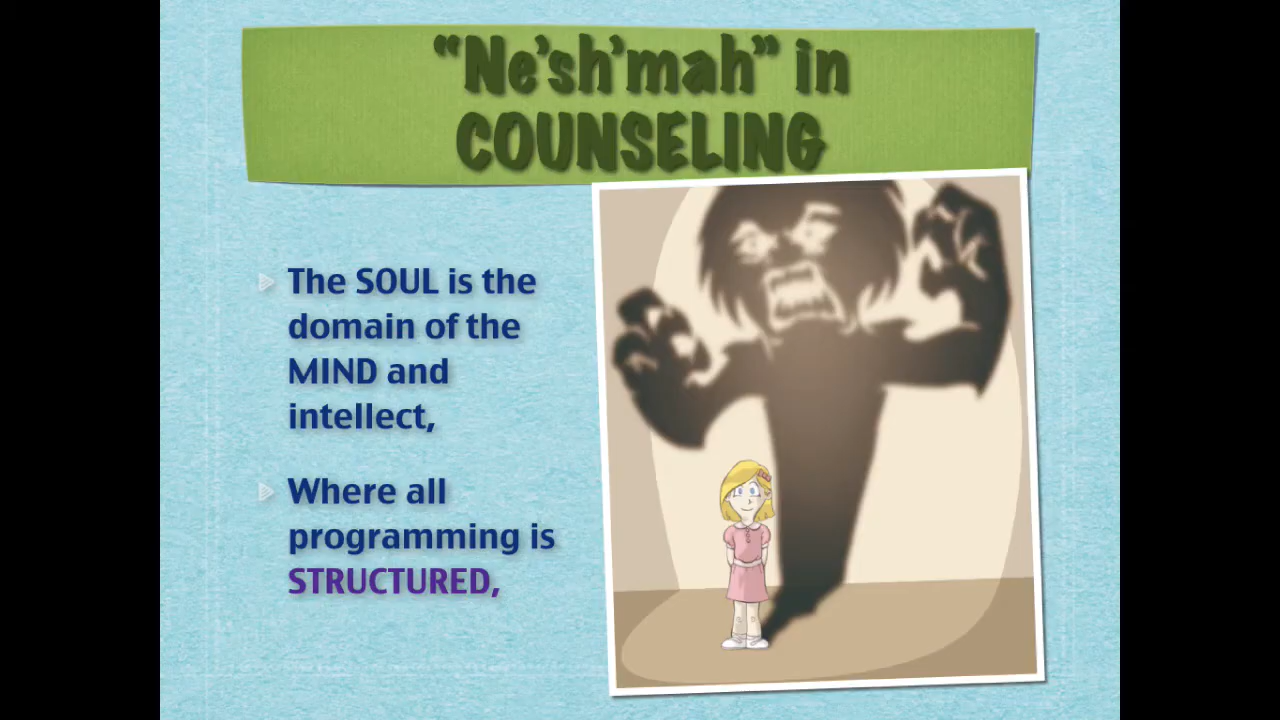 “Ne’sh’mah” in
COUNSELING
The SOUL is the
domain of the
MIND and
intellect,
Where all
programming is
STRUCTURED,